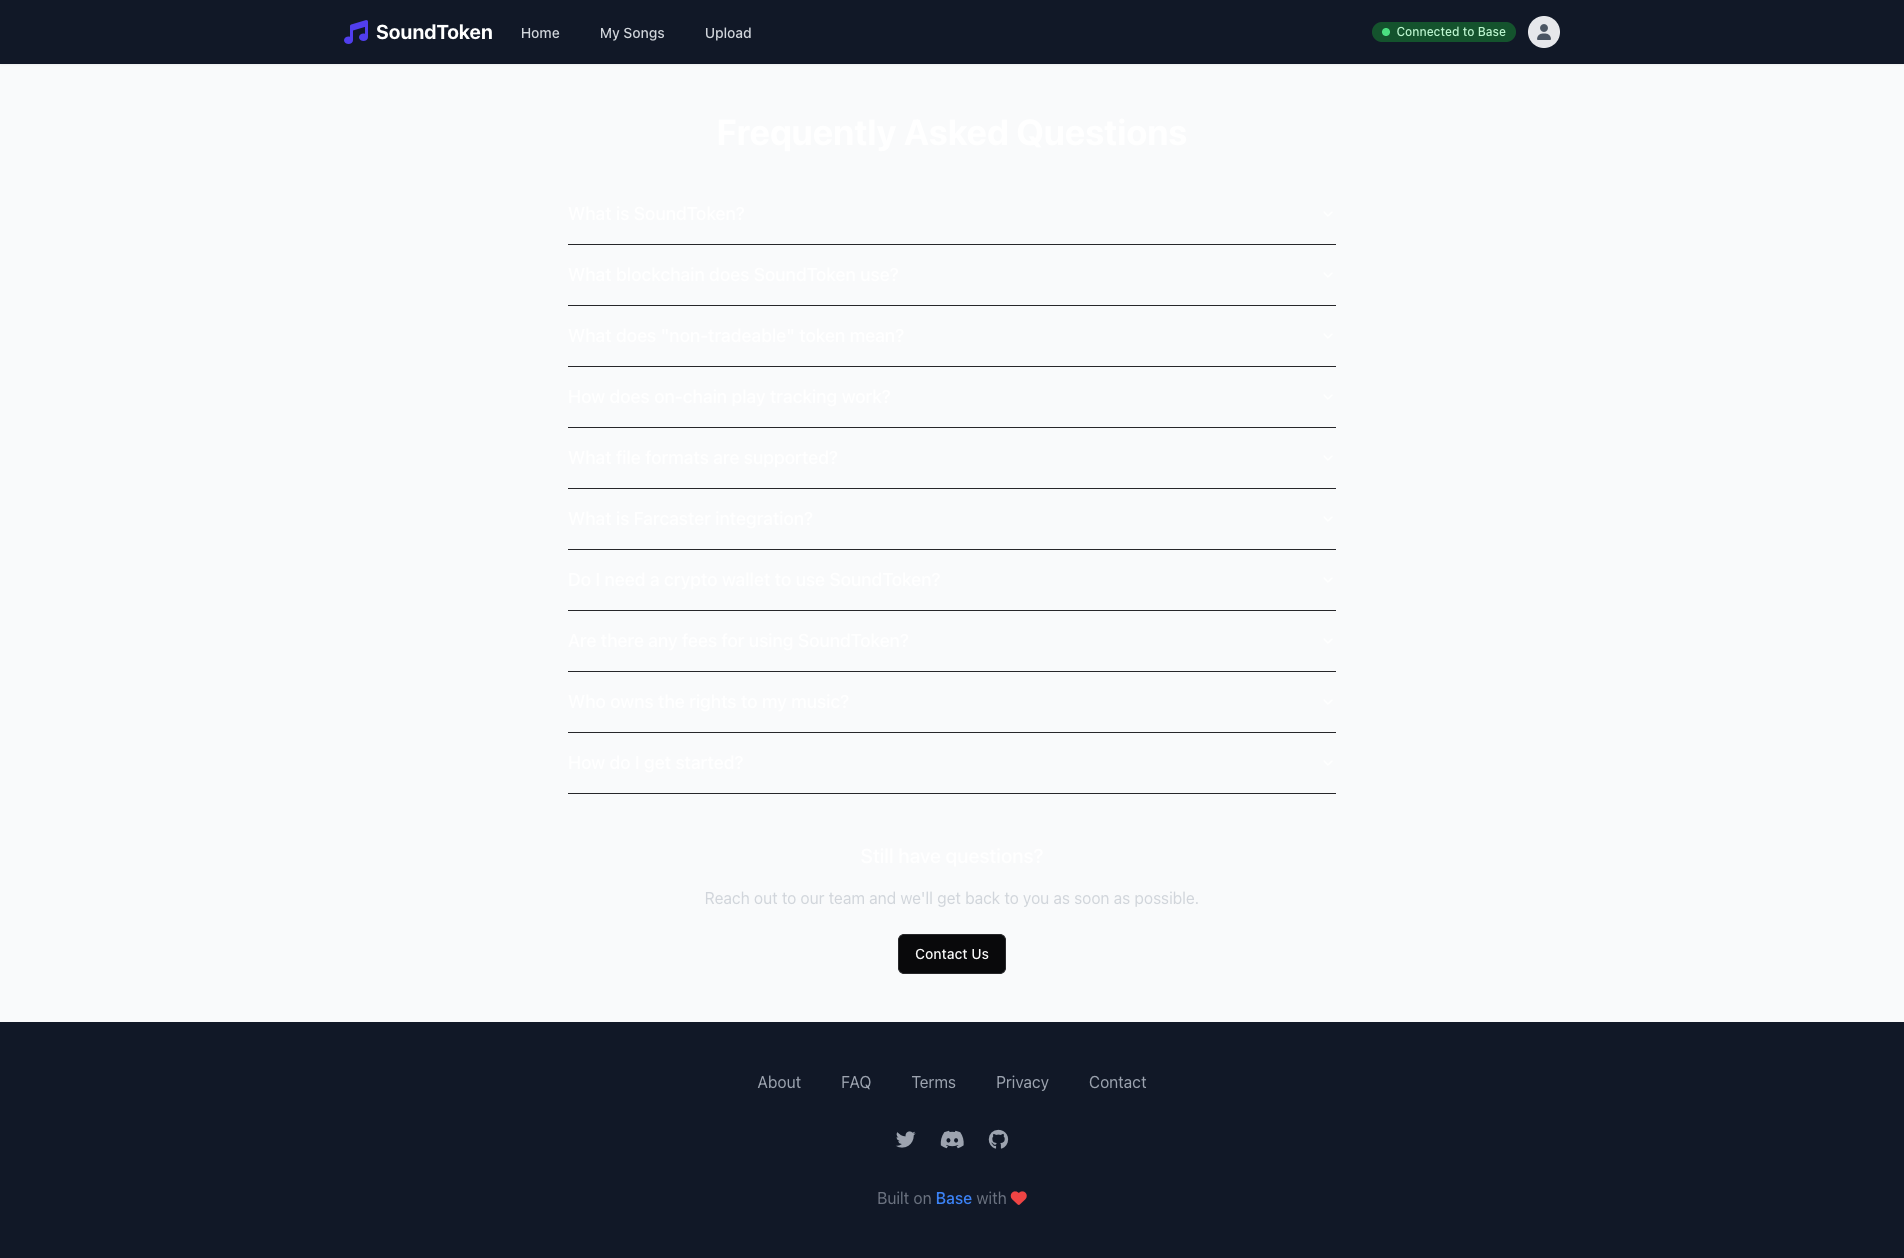 SoundToken
Home
My Songs
Upload
Connected to Base
Frequently Asked Questions
What is SoundToken?
What blockchain does SoundToken use?
What does "non-tradeable" token mean?
How does on-chain play tracking work?
What file formats are supported?
What is Farcaster integration?
Do I need a crypto wallet to use SoundToken?
Are there any fees for using SoundToken?
Who owns the rights to my music?
How do I get started?
Still have questions?
Reach out to our team and we'll get back to you as soon as possible.
Contact Us
About
FAQ
Terms
Privacy
Contact
Built on Base with